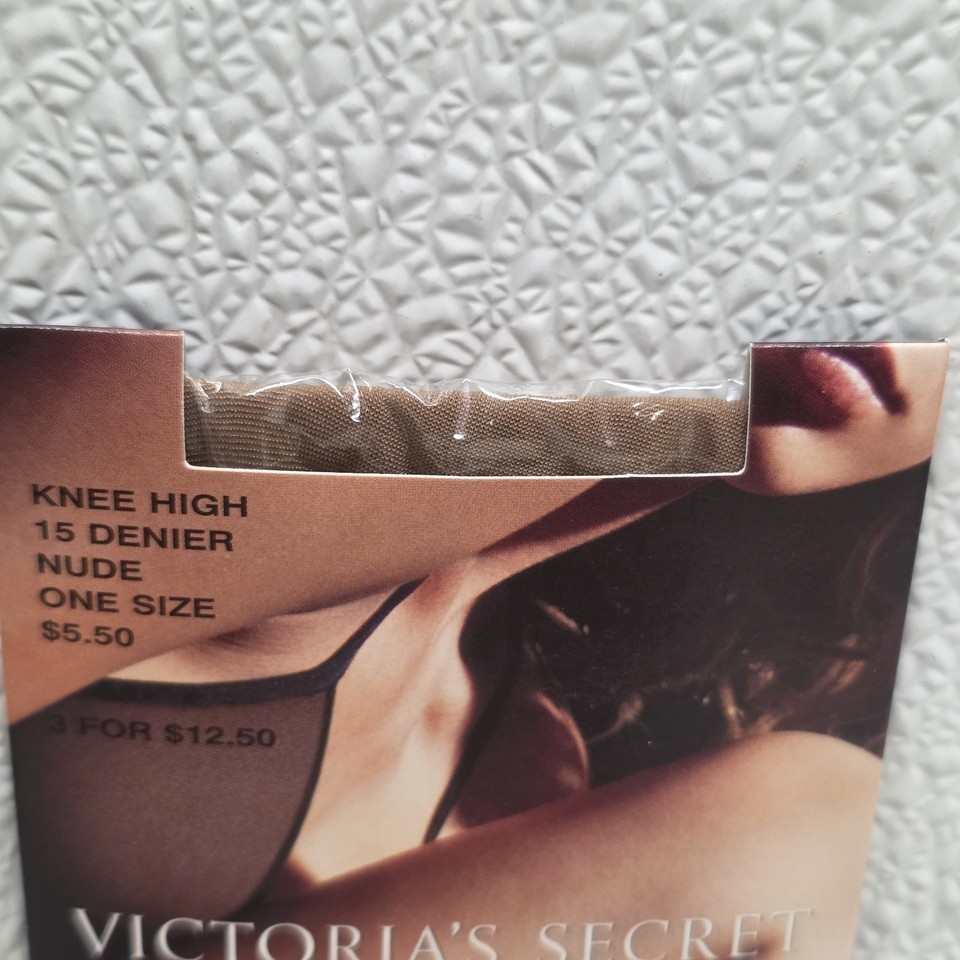 KNEE HIGH
15 DENIER
NUDE
ONE SIZE
$5.50
3 FOR $12.50
VICTORIA'S SECRET